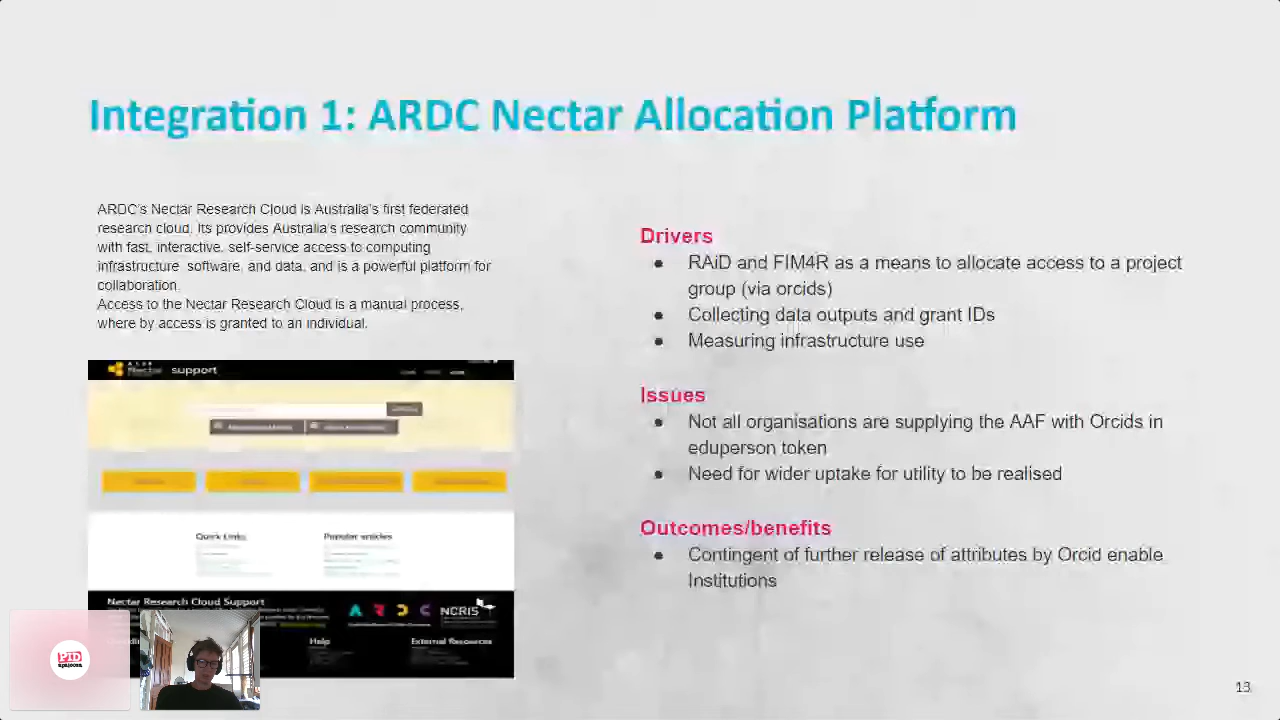 Integration 1: ARDC Nectar Allocation Platform
ARDC's Nectar Research Cloud is Australia's first federated
research cloud. Its provides Australia's research community
with fast, interactive, self-service access to computing
infrastructure software, and data, and is a powerful platform for
collaboration.
Access to the Nectar Research Cloud is a manual process,
where by access is granted to an individual.
Nectar support
Quick Links
Popular articles
Nectar Research Cloud Support
A R D C
NCRIS
Help
External Resources
PID
Drivers
● RAiD and FIM4R as a means to allocate access to a project
group (via orcids)
● Collecting data outputs and grant IDs
● Measuring infrastructure use
Issues
● Not all organisations are supplying the AAF with Orcids in
eduperson token
● Need for wider uptake for utility to be realised
Outcomes/benefits
● Contingent of further release of attributes by Orcid enable
Institutions
13